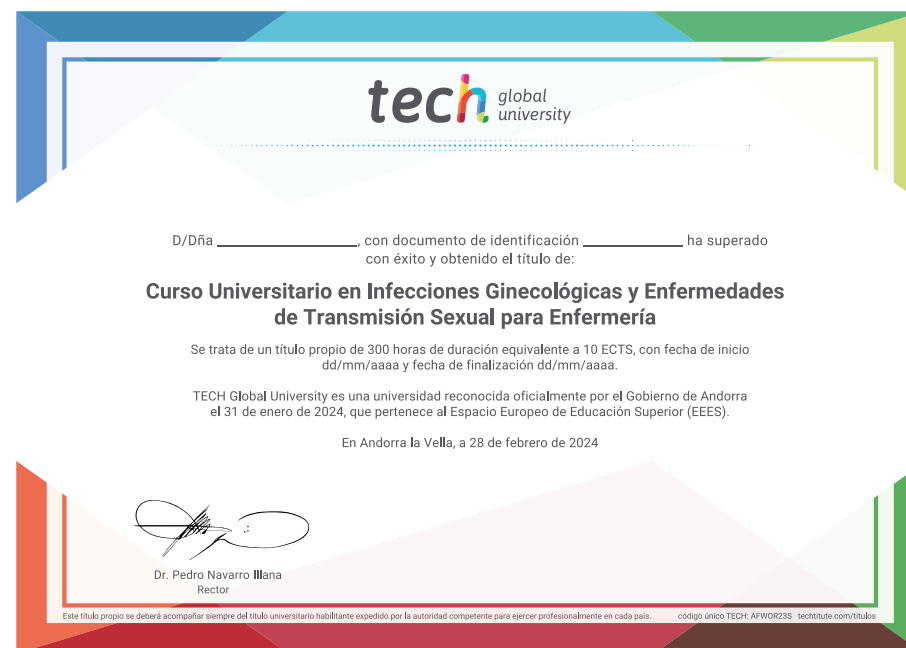 tech global university
D/Dña ____________________, con documento de identificación ______________ ha superado
con éxito y obtenido el título de:
Curso Universitario en Infecciones Ginecológicas y Enfermedades
de Transmisión Sexual para Enfermería
Se trata de un título propio de 300 horas de duración equivalente a 10 ECTS, con fecha de inicio
dd/mm/aaaa y fecha de finalización dd/mm/aaaa.
TECH Global University es una universidad reconocida oficialmente por el Gobierno de Andorra
el 31 de enero de 2024, que pertenece al Espacio Europeo de Educación Superior (EEES).
En Andorra la Vella, a 28 de febrero de 2024
Dr. Pedro Navarro Illana
Rector
Este título propio se deberá acompañar siempre del título universitario habilitante expedido por la autoridad competente para ejercer profesionalmente en cada país. código único TECH: AFWOR23S techtitute.com/titulos